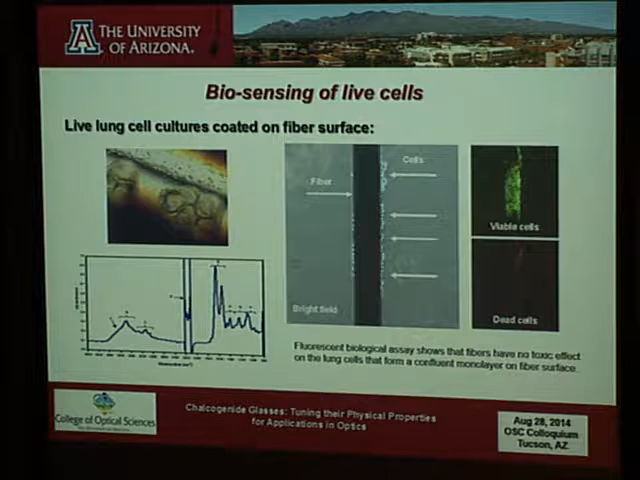 THE UNIVERSITY
OF ARIZONA.
Bio-sensing of live cells
Live lung cell cultures coated on fiber surface:
Cells
Fiber
Bright field
Viable cells
Dead cells
Fluorescent biological assay shows that fibers have no toxic effect
on the lung cells that form a confluent monolayer on fiber surface.
College of Optical Sciences
Chalcogenide Glasses: Tuning their Physical Properties
for Applications in Optics
Aug 28, 2014
OSC Colloquium
Tucson, AZ